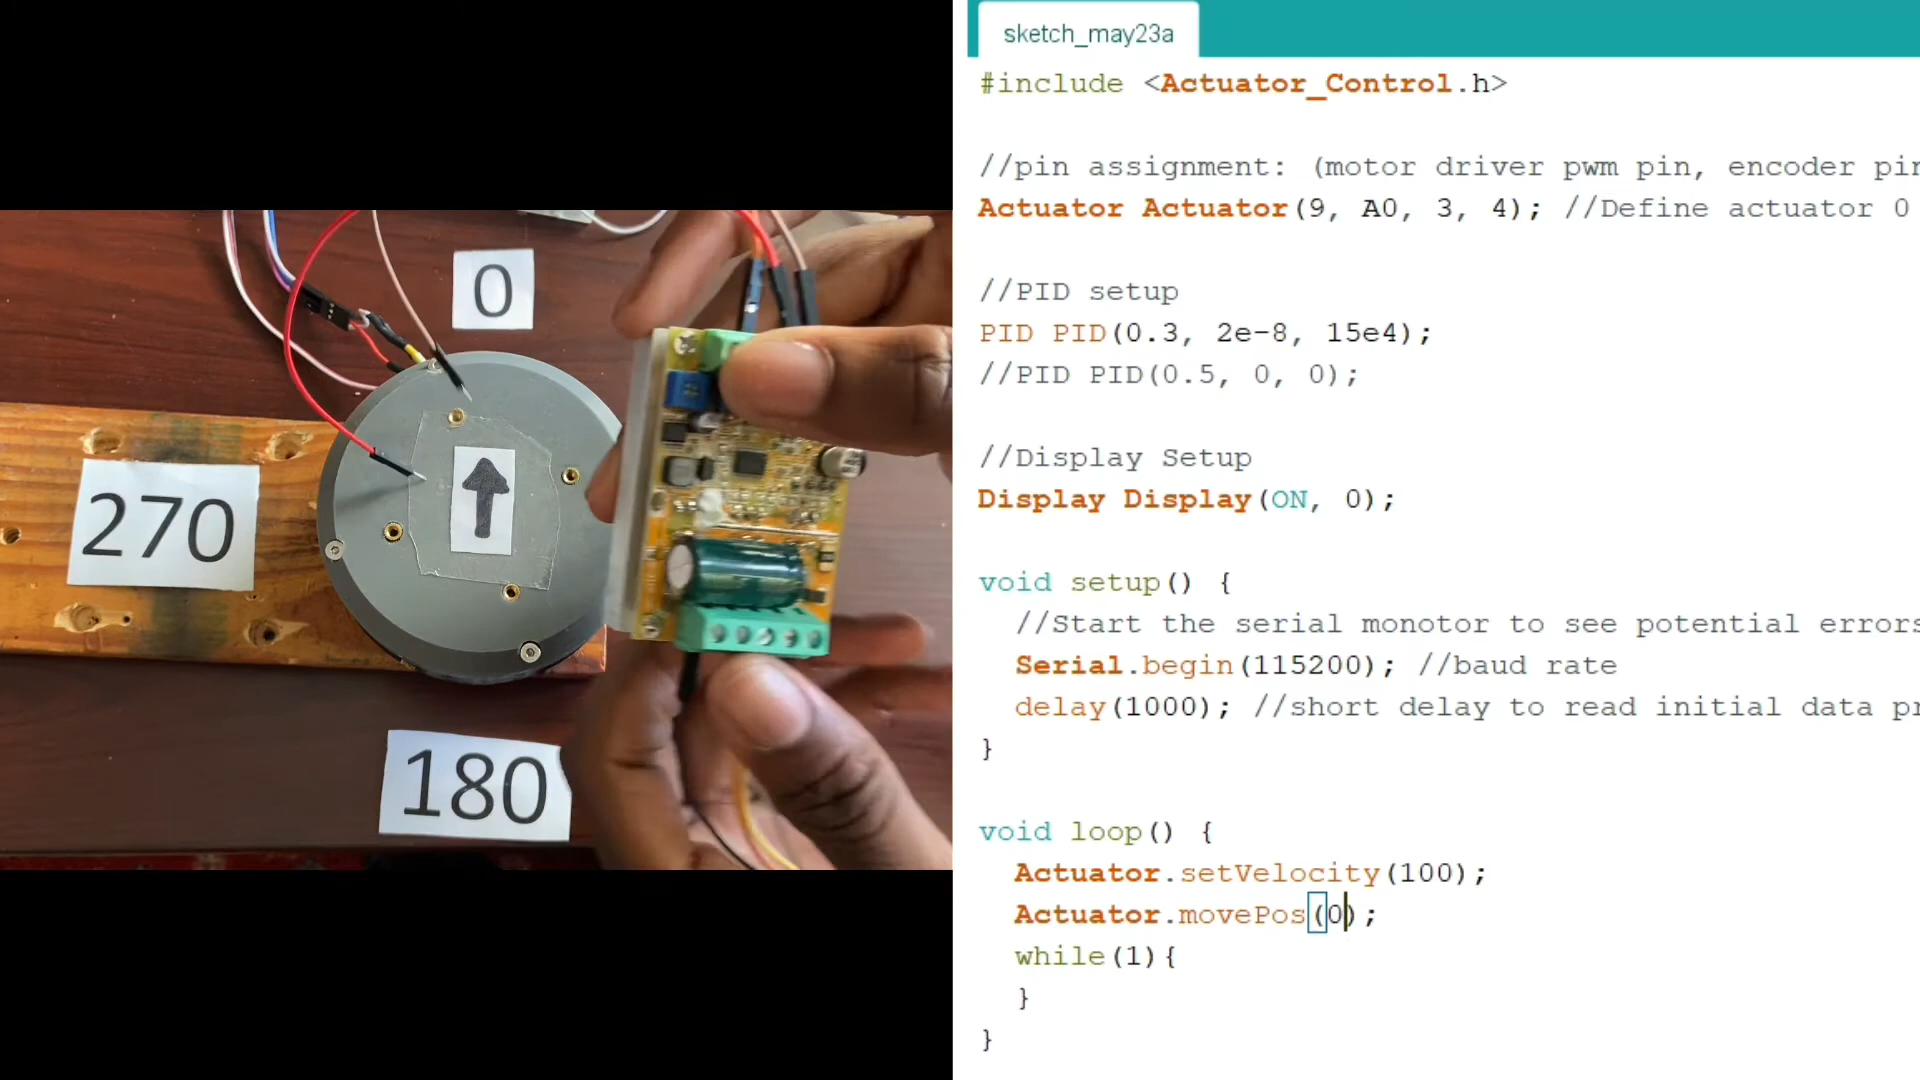 0
270
180
sketch_may23a
#include <Actuator_Control.h>
//pin assignment: (motor driver pwm pin, encoder pin
Actuator Actuator(9, A0, 3, 4); //Define actuator 0
//PID setup
PID PID(0.3, 2e-8, 15e4);
//PID PID(0.5, 0, 0);
//Display Setup
Display Display(ON, 0);
void setup() {
//Start the serial monotor to see potential errors
Serial.begin(115200); //baud rate
delay(1000); //short delay to read initial data pr
}
void loop() {
Actuator.setVelocity(100);
Actuator.movePos(0);
while(1){
}
}